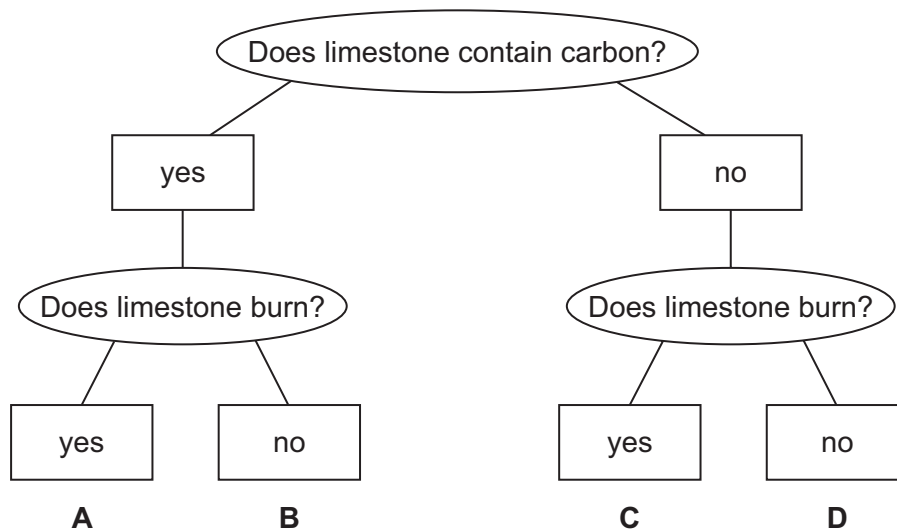 Does limestone contain carbon?
yes
no
Does limestone burn?
Does limestone burn?
yes
no
yes
no
A
B
C
D